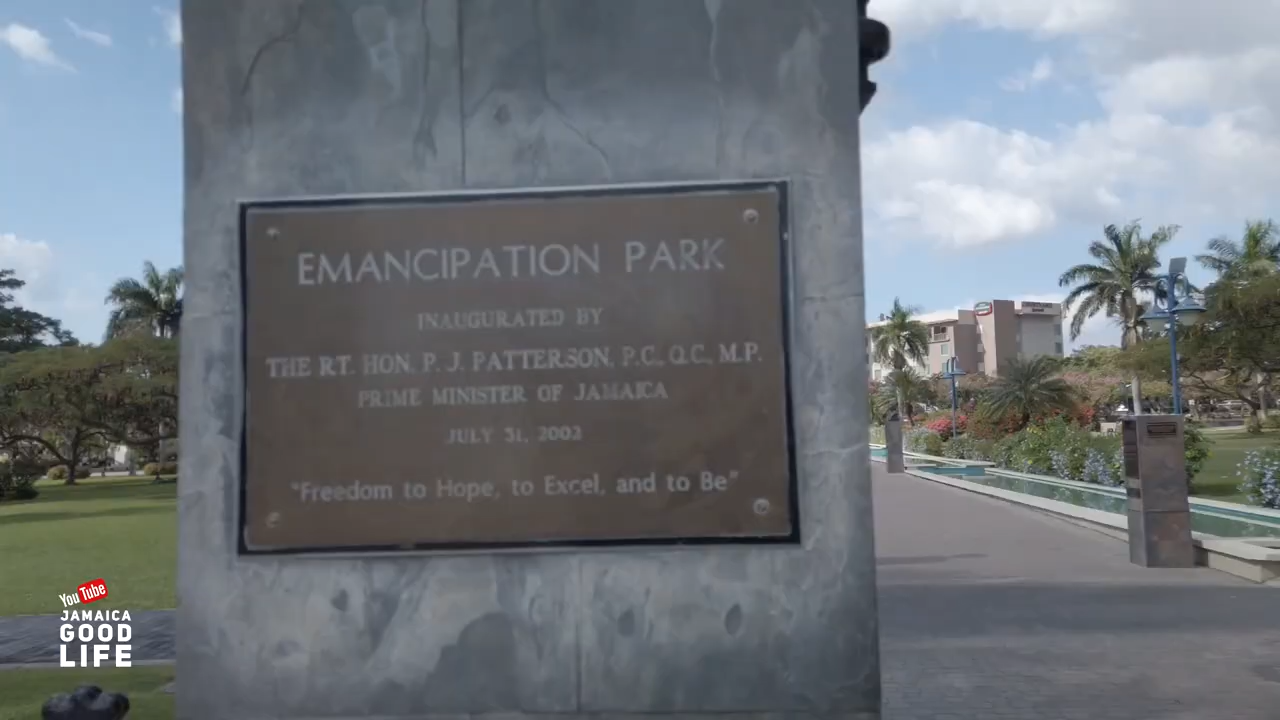 EMANCIPATION PARK
INAUGURATED BY
THE RT. HON. P. J. PATTERSON, P.C., Q.C., M.P.
PRIME MINISTER OF JAMAICA
JULY 31, 2002
"Freedom to Hope, to Excel, and to Be"
YouTube
JAMAICA
GOOD
LIFE